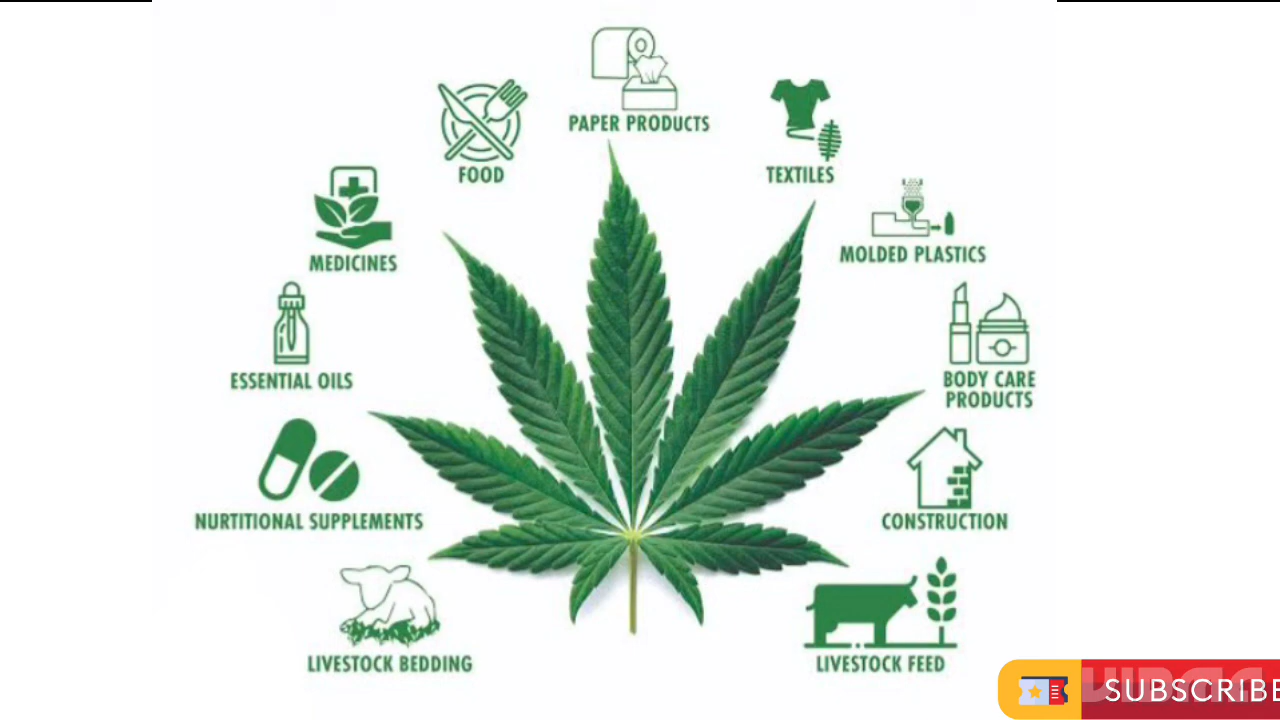 PAPER PRODUCTS
FOOD
TEXTILES
MEDICINES
MOLDED PLASTICS
ESSENTIAL OILS
BODY CARE
PRODUCTS
NURTITIONAL SUPPLEMENTS
CONSTRUCTION
LIVESTOCK BEDDING
LIVESTOCK FEED
SUBSCRIBE